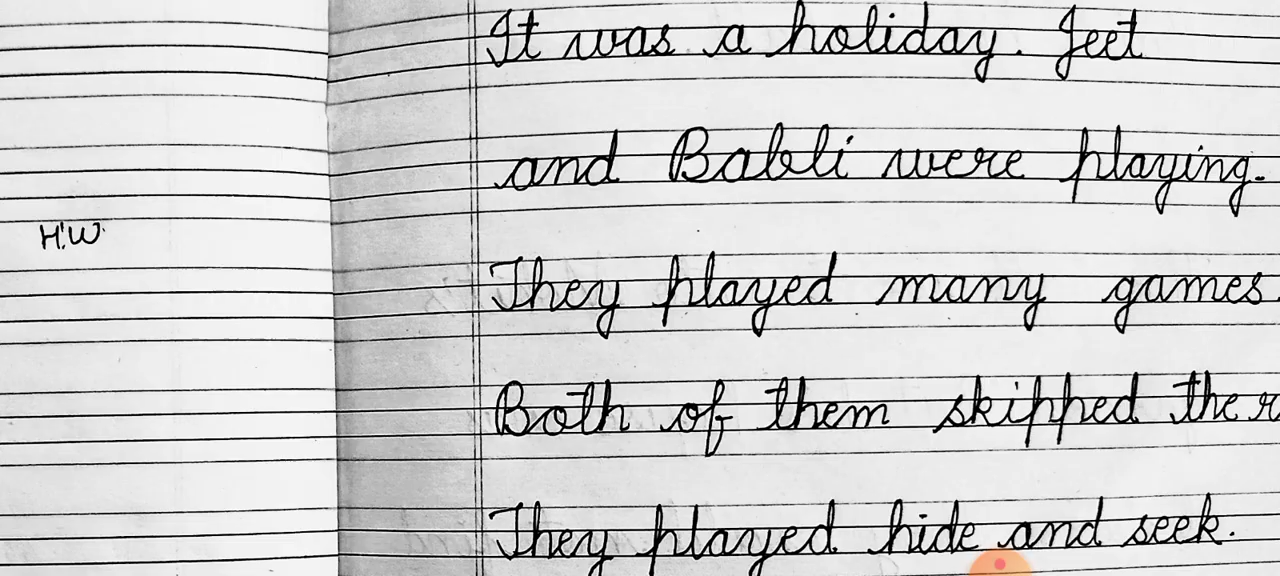 It was a holiday. Jeet
and Babli were playing.
H.W.
They played many games.
Both of them skipped the
They played hide and seek.